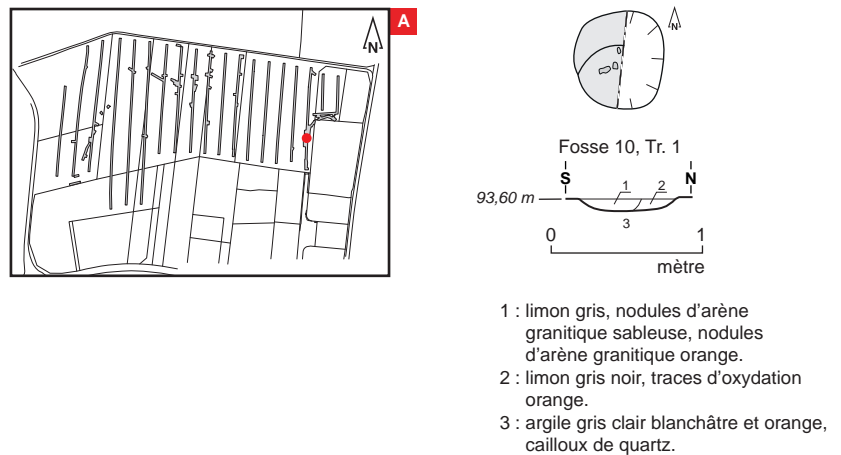 A
N
N
Fosse 10, Tr. 1
S
N
1
2
93,60 m
3
0
1
mètre
1 : limon gris, nodules d'arène
granitique sableuse, nodules
d'arène granitique orange.
2 : limon gris noir, traces d'oxydation
orange.
3 : argile gris clair blanchâtre et orange,
cailloux de quartz.